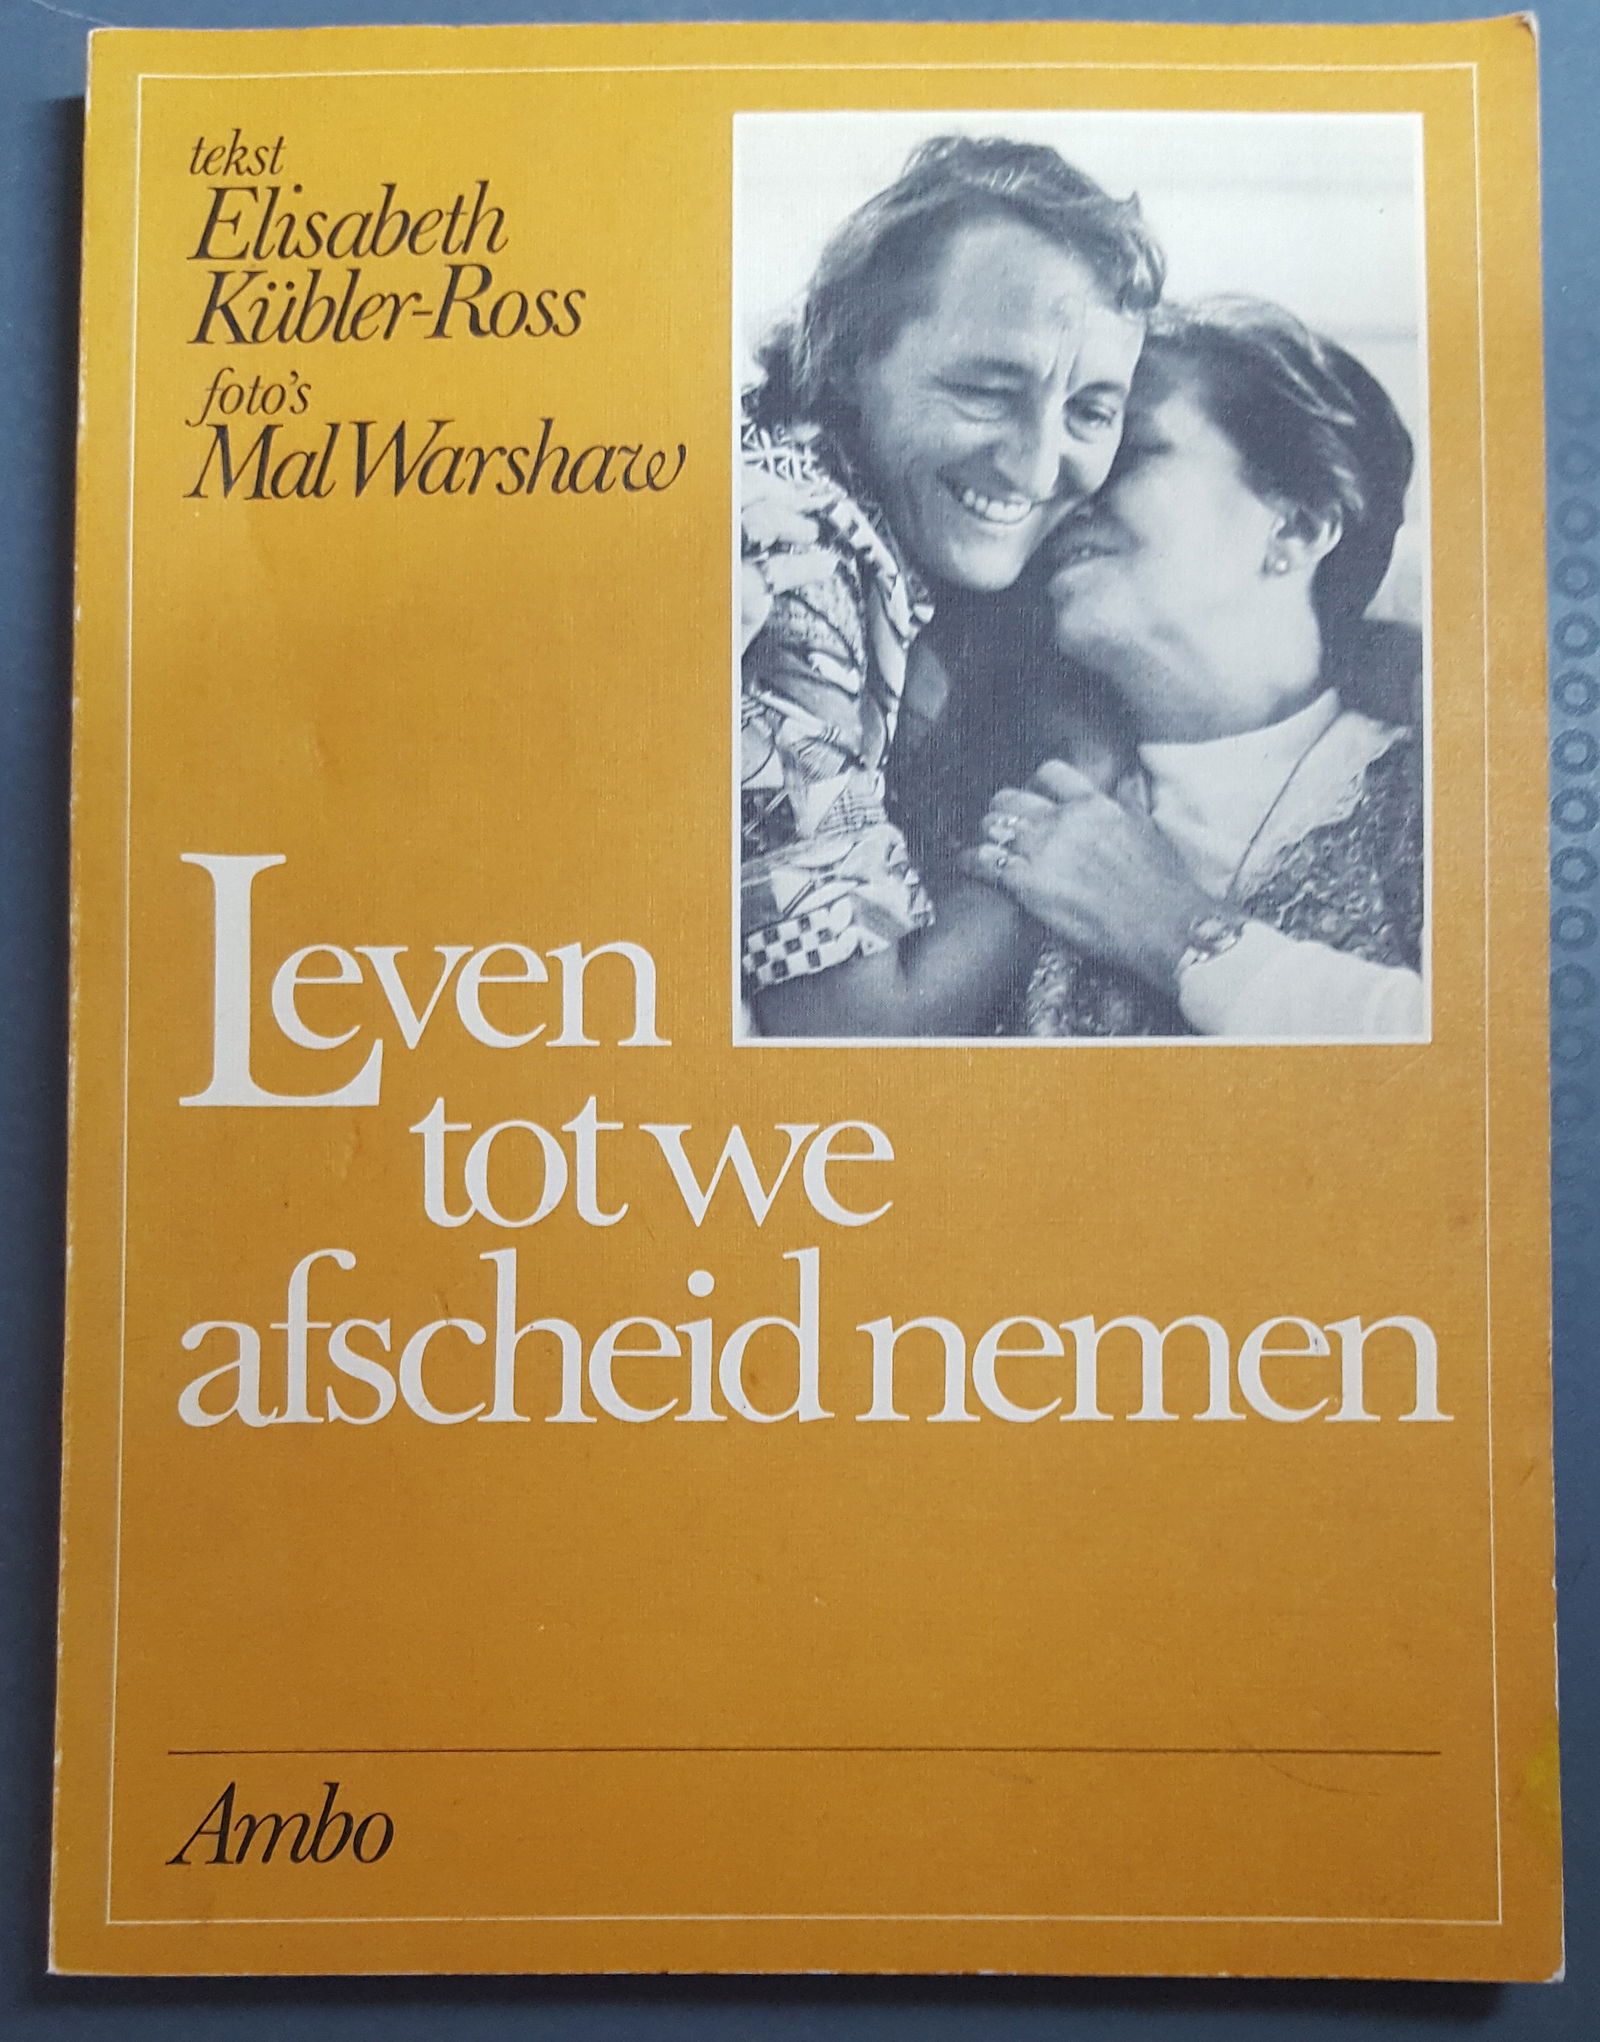 tekst
Elisabeth
Kübler-Ross
foto's
Mal Warshaw
Leven
tot we
afscheid nemen
Ambo